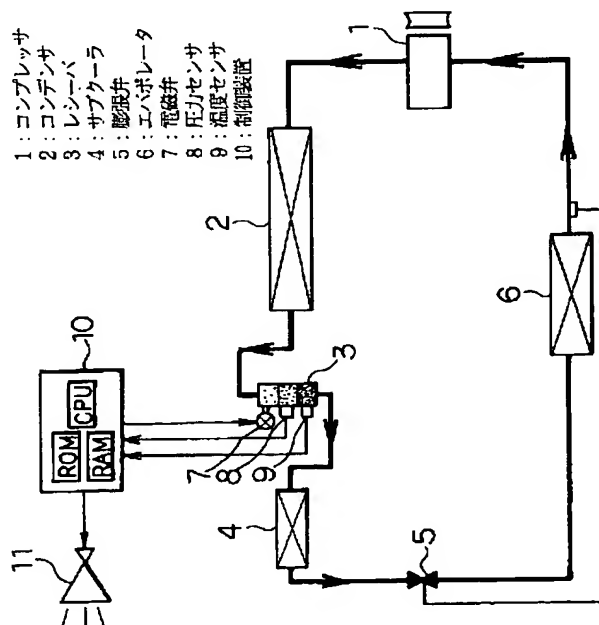 1：コンプレッサ
2：コンデンサ
3：レシーバ
4：サブクーラ
5：膨張弁
6：エバポレータ
7：電磁弁
8：圧力センサ
9：温度センサ
10：制御装置
1
2
10
CPU
ROM
RAM
3
7
8
9
11
4
5
6